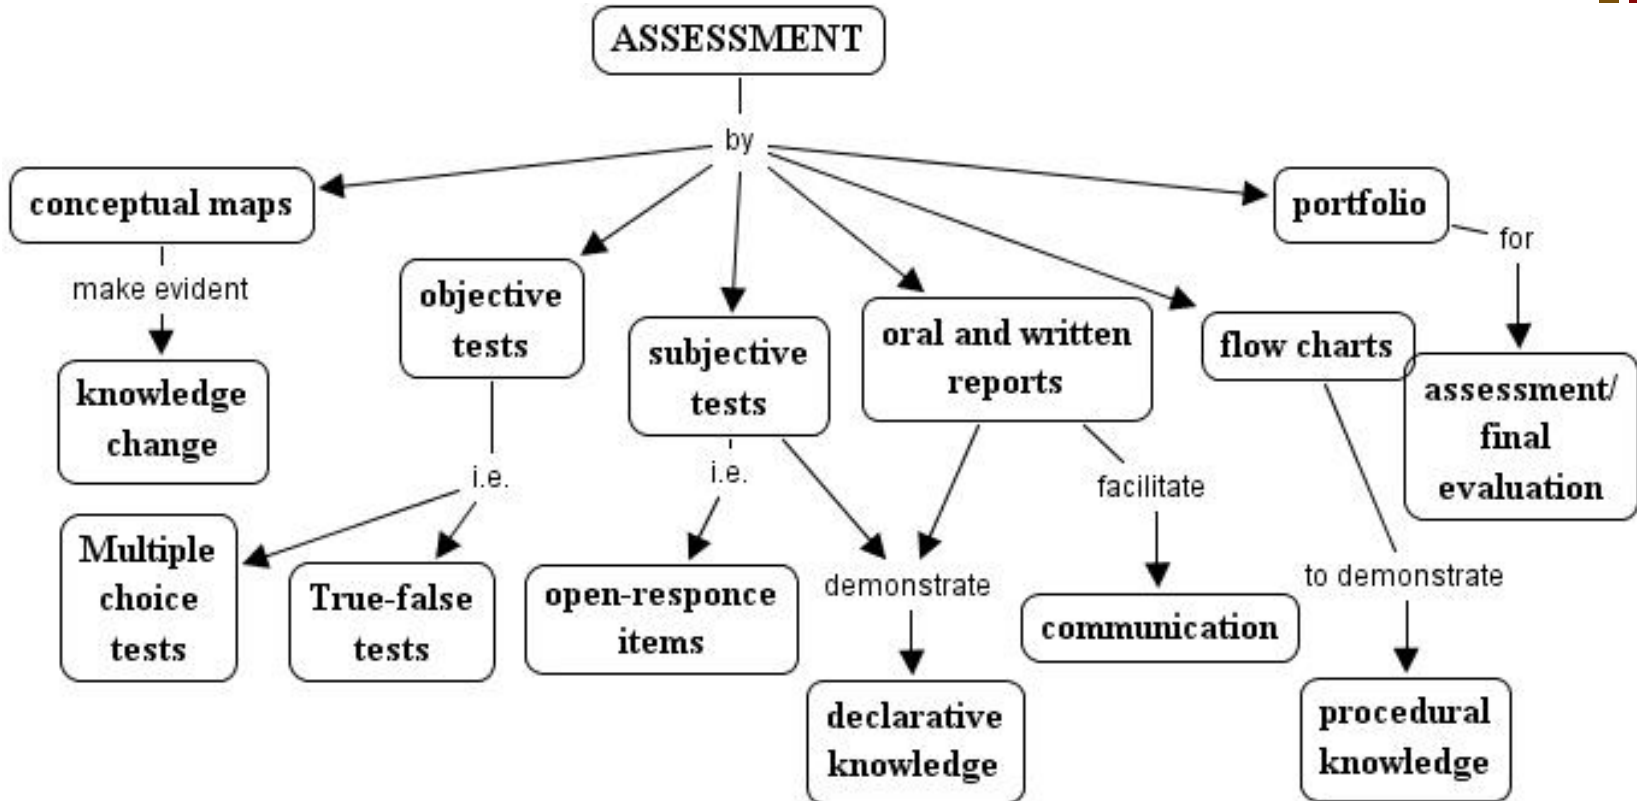 ASSESSMENT
by
conceptual maps
portfolio
for
make evident
objective
tests
subjective
tests
oral and written
reports
flow charts
knowledge
change
assessment/
final
evaluation
i.e.
i.e.
facilitate
Multiple
choice
tests
True-false
tests
open-responce
items
demonstrate
communication
to demonstrate
declarative
knowledge
procedural
knowledge